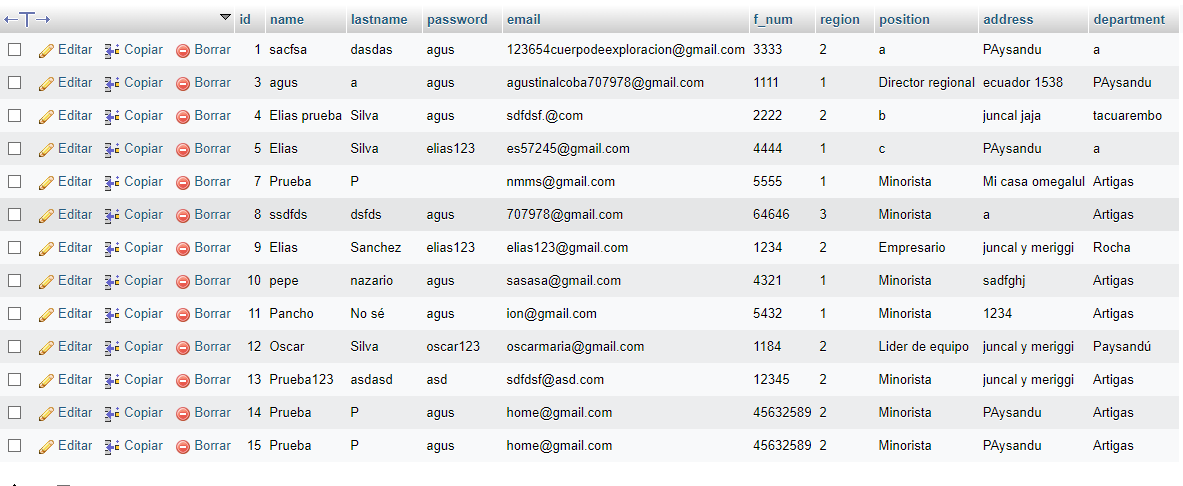 id name lastname password email f_num region position address department
Editar Copiar Borrar 1 sacfsa dasdas agus 123654cuerpodeexploracion@gmail.com 3333 2 a PAysandu a
Editar Copiar Borrar 3 agus a agus agustinalcoba707978@gmail.com 1111 1 Director regional ecuador 1538 PAysandu
Editar Copiar Borrar 4 Elias prueba Silva agus sdfdsf.@com 2222 2 b juncal jaja tacuarembo
Editar Copiar Borrar 5 Elias Silva elias123 es57245@gmail.com 4444 1 c PAysandu a
Editar Copiar Borrar 7 Prueba P agus nmms@gmail.com 5555 1 Minorista Mi casa omegalul Artigas
Editar Copiar Borrar 8 ssdfds dsfds agus 707978@gmail.com 64646 3 Minorista a Artigas
Editar Copiar Borrar 9 Elias Sanchez elias123 elias123@gmail.com 1234 2 Empresario juncal y meriggi Rocha
Editar Copiar Borrar 10 pepe nazario agus sasasa@gmail.com 4321 1 Minorista sadfghj Artigas
Editar Copiar Borrar 11 Pancho No sé agus ion@gmail.com 5432 1 Minorista 1234 Artigas
Editar Copiar Borrar 12 Oscar Silva oscar123 oscarmaria@gmail.com 1184 2 Lider de equipo juncal y meriggi Paysandú
Editar Copiar Borrar 13 Prueba123 asdasd asd sdfdsf@asd.com 12345 2 Minorista juncal y meriggi Artigas
Editar Copiar Borrar 14 Prueba P agus home@gmail.com 45632589 2 Minorista PAysandu Artigas
Editar Copiar Borrar 15 Prueba P agus home@gmail.com 45632589 2 Minorista PAysandu Artigas